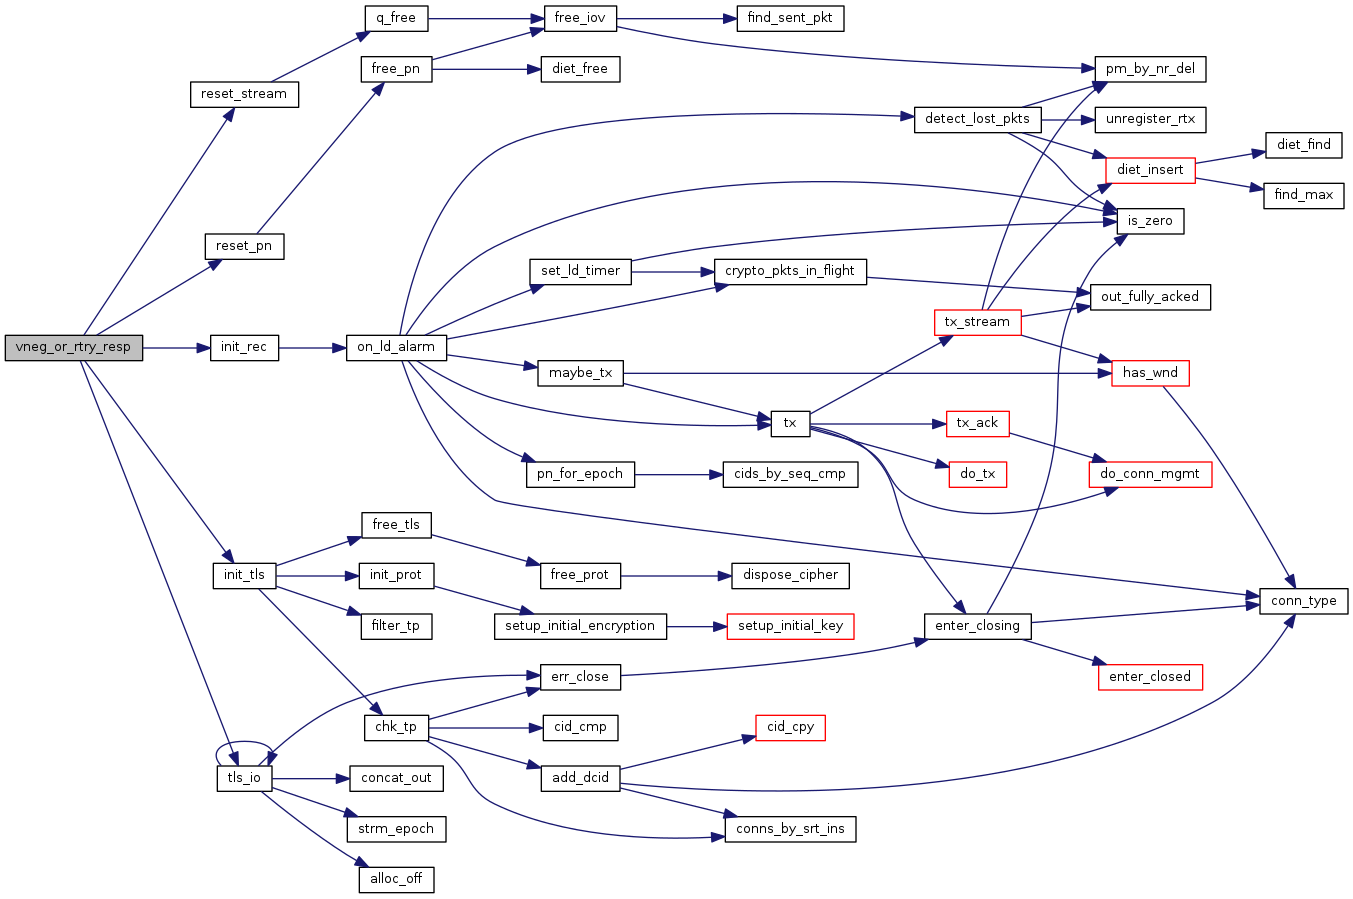 vneg_or_rtry_resp
reset_stream
reset_pn
init_rec
init_tls
tls_io
q_free
free_pn
on_ld_alarm
free_tls
init_prot
filter_tp
chk_tp
concat_out
strm_epoch
alloc_off
free_iov
diet_free
set_ld_timer
maybe_tx
pn_for_epoch
free_prot
setup_initial_encryption
err_close
cid_cmp
add_dcid
find_sent_pkt
crypto_pkts_in_flight
tx
cids_by_seq_cmp
dispose_cipher
setup_initial_key
cid_cpy
conns_by_srt_ins
detect_lost_pkts
tx_stream
tx_ack
do_tx
enter_closing
pm_by_nr_del
unregister_rtx
diet_insert
is_zero
out_fully_acked
has_wnd
do_conn_mgmt
enter_closed
diet_find
find_max
conn_type